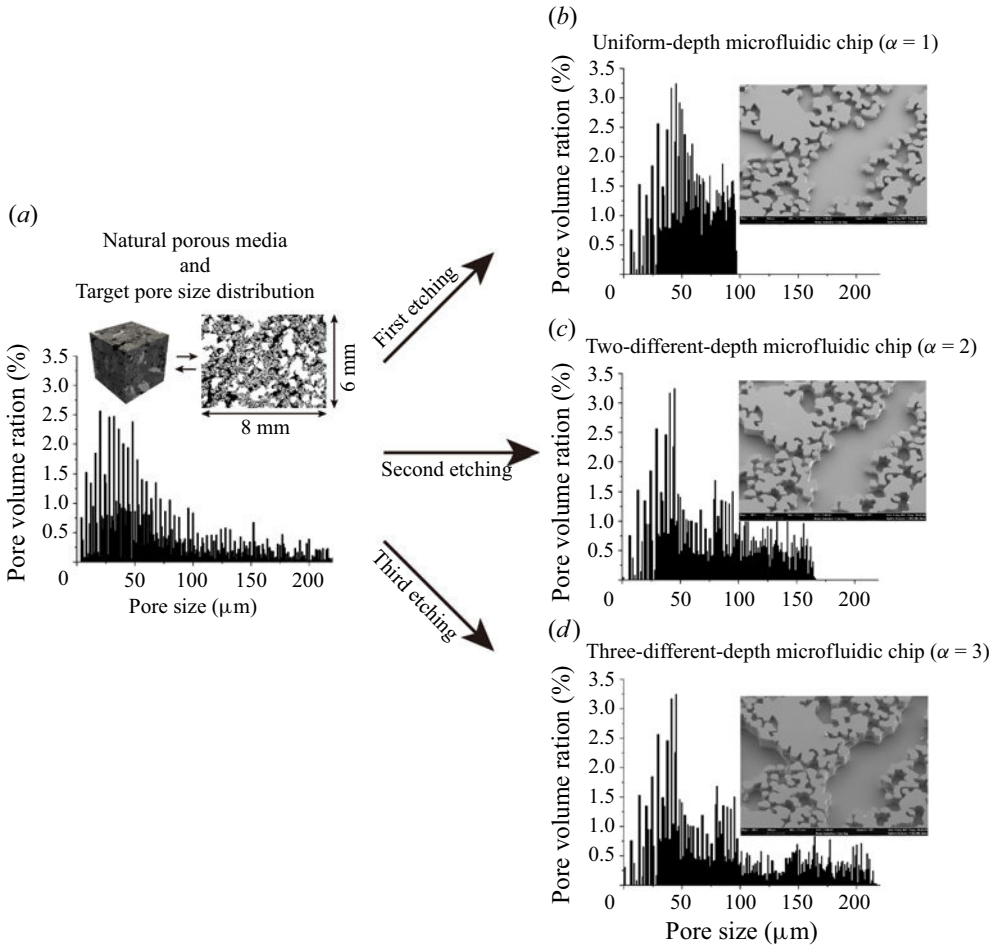 (a)
Natural porous media
and
Target pore size distribution
6 mm
8 mm
Pore volume ration (%)
3.5
3.0
2.5
2.0
1.5
1.0
0.5
0 50 100 150 200
Pore size (μm)
First etching
Second etching
Third etching
(b)
Uniform-depth microfluidic chip (α = 1)
Pore volume ration (%)
3.5
3.0
2.5
2.0
1.5
1.0
0.5
0 50 100 150 200
(c)
Two-different-depth microfluidic chip (α = 2)
Pore volume ration (%)
3.5
3.0
2.5
2.0
1.5
1.0
0.5
0 50 100 150 200
(d)
Three-different-depth microfluidic chip (α = 3)
Pore volume ration (%)
3.5
3.0
2.5
2.0
1.5
1.0
0.5
0 50 100 150 200
Pore size (μm)